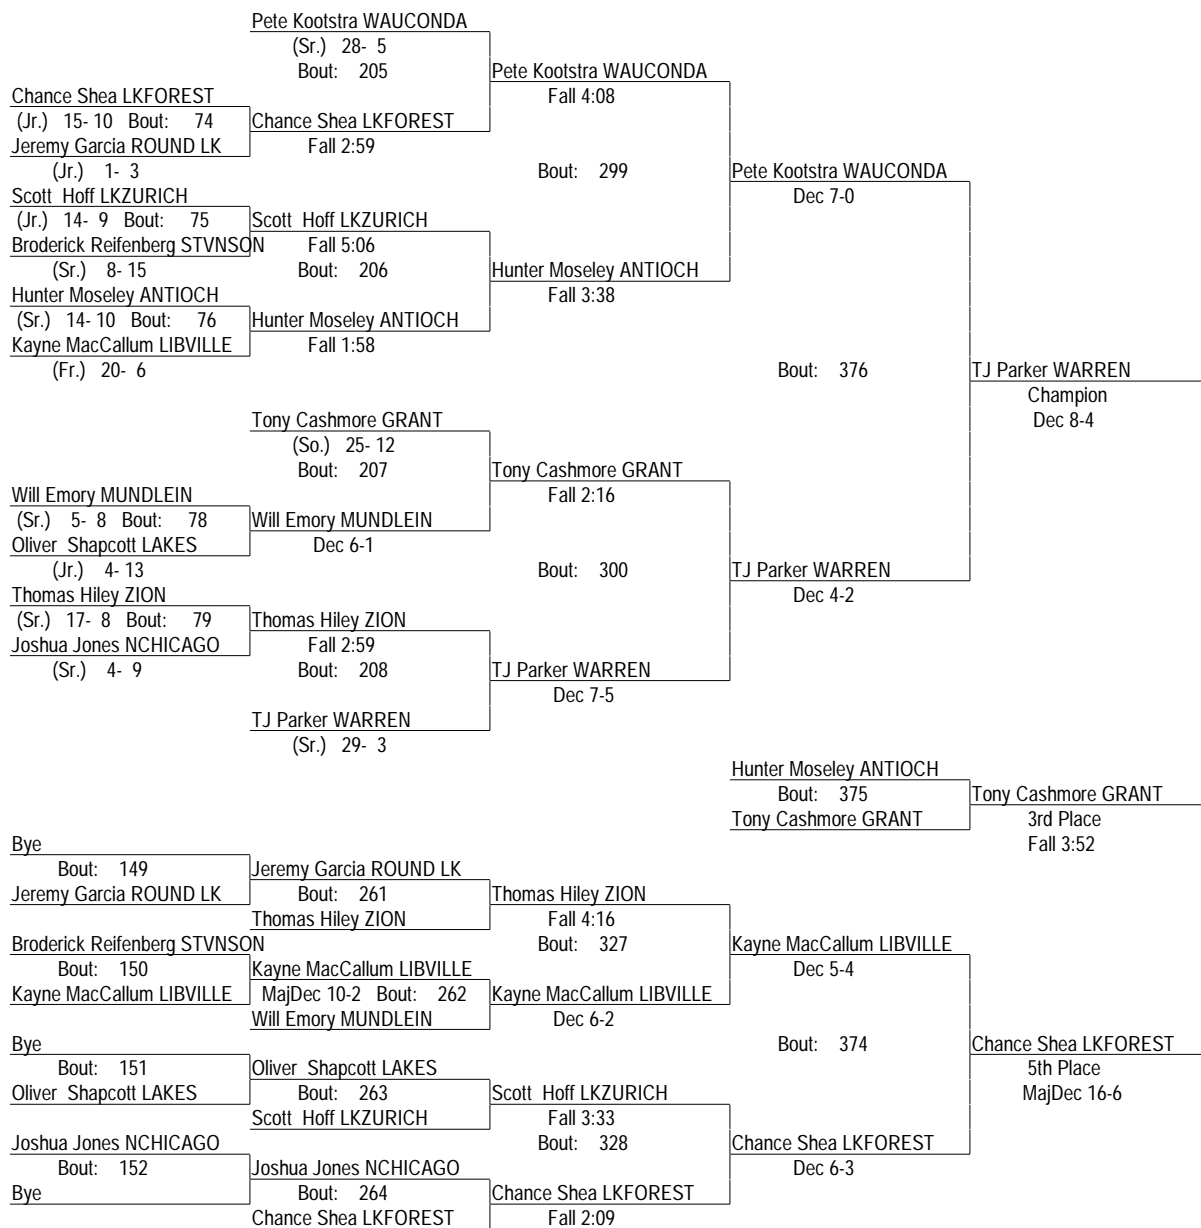 Pete Kootstra WAUCONDA
(Sr.) 28- 5
Bout: 205
Pete Kootstra WAUCONDA
Chance Shea LKFOREST
Fall 4:08
(Jr.) 15- 10 Bout: 74
Chance Shea LKFOREST
Jeremy Garcia ROUND LK
Fall 2:59
(Jr.) 1- 3
Bout: 299
Pete Kootstra WAUCONDA
Scott Hoff LKZURICH
Dec 7-0
(Jr.) 14- 9 Bout: 75
Scott Hoff LKZURICH
Broderick Reifenberg STVNSON
Fall 5:06
(Sr.) 8- 15
Bout: 206
Hunter Moseley ANTIOCH
Hunter Moseley ANTIOCH
Fall 3:38
(Sr.) 14- 10 Bout: 76
Hunter Moseley ANTIOCH
Kayne MacCallum LIBVILLE
Fall 1:58
(Fr.) 20- 6
Bout: 376
TJ Parker WARREN
Champion
Dec 8-4
Tony Cashmore GRANT
(So.) 25- 12
Bout: 207
Tony Cashmore GRANT
Will Emory MUNDLEIN
Fall 2:16
(Sr.) 5- 8 Bout: 78
Will Emory MUNDLEIN
Oliver Shapcott LAKES
Dec 6-1
(Jr.) 4- 13
Bout: 300
TJ Parker WARREN
Thomas Hiley ZION
Dec 4-2
(Sr.) 17- 8 Bout: 79
Thomas Hiley ZION
Joshua Jones NCHICAGO
Fall 2:59
(Sr.) 4- 9
Bout: 208
TJ Parker WARREN
Dec 7-5
TJ Parker WARREN
(Sr.) 29- 3
Hunter Moseley ANTIOCH
Bout: 375
Tony Cashmore GRANT
Tony Cashmore GRANT
3rd Place
Fall 3:52
Bye
Bout: 149
Jeremy Garcia ROUND LK
Jeremy Garcia ROUND LK
Bout: 261
Thomas Hiley ZION
Thomas Hiley ZION
Fall 4:16
Broderick Reifenberg STVNSON
Bout: 327
Kayne MacCallum LIBVILLE
Bout: 150
Kayne MacCallum LIBVILLE
Dec 5-4
Kayne MacCallum LIBVILLE
MajDec 10-2 Bout: 262
Kayne MacCallum LIBVILLE
Will Emory MUNDLEIN
Dec 6-2
Bye
Bout: 374
Chance Shea LKFOREST
Bout: 151
Oliver Shapcott LAKES
5th Place
Oliver Shapcott LAKES
Bout: 263
Scott Hoff LKZURICH
MajDec 16-6
Scott Hoff LKZURICH
Fall 3:33
Joshua Jones NCHICAGO
Bout: 328
Chance Shea LKFOREST
Bout: 152
Joshua Jones NCHICAGO
Dec 6-3
Bye
Bout: 264
Chance Shea LKFOREST
Chance Shea LKFOREST
Fall 2:09